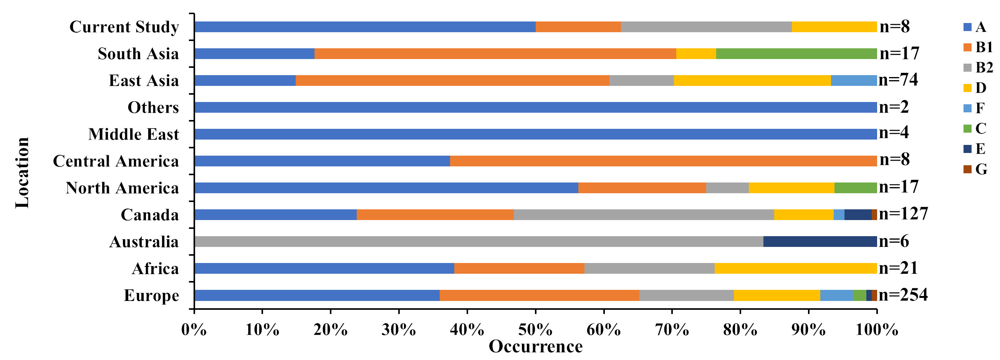 Current Study n=8
South Asia n=17
East Asia n=74
Others n=2
Middle East n=4
Central America n=8
North America n=17
Canada n=127
Australia n=6
Africa n=21
Europe n=254
Location
0% 10% 20% 30% 40% 50% 60% 70% 80% 90% 100%
Occurrence
A
B1
B2
D
F
C
E
G